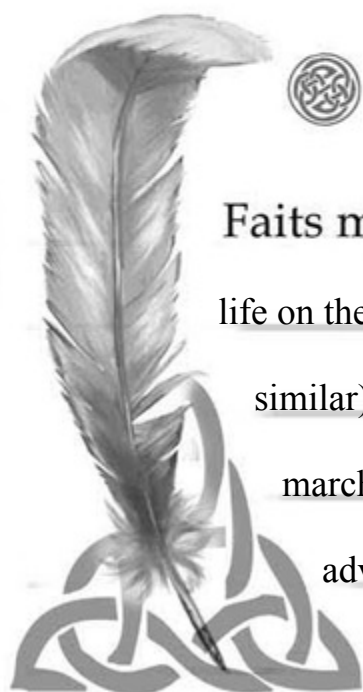 Faits m
life on the
similar)
march
adv